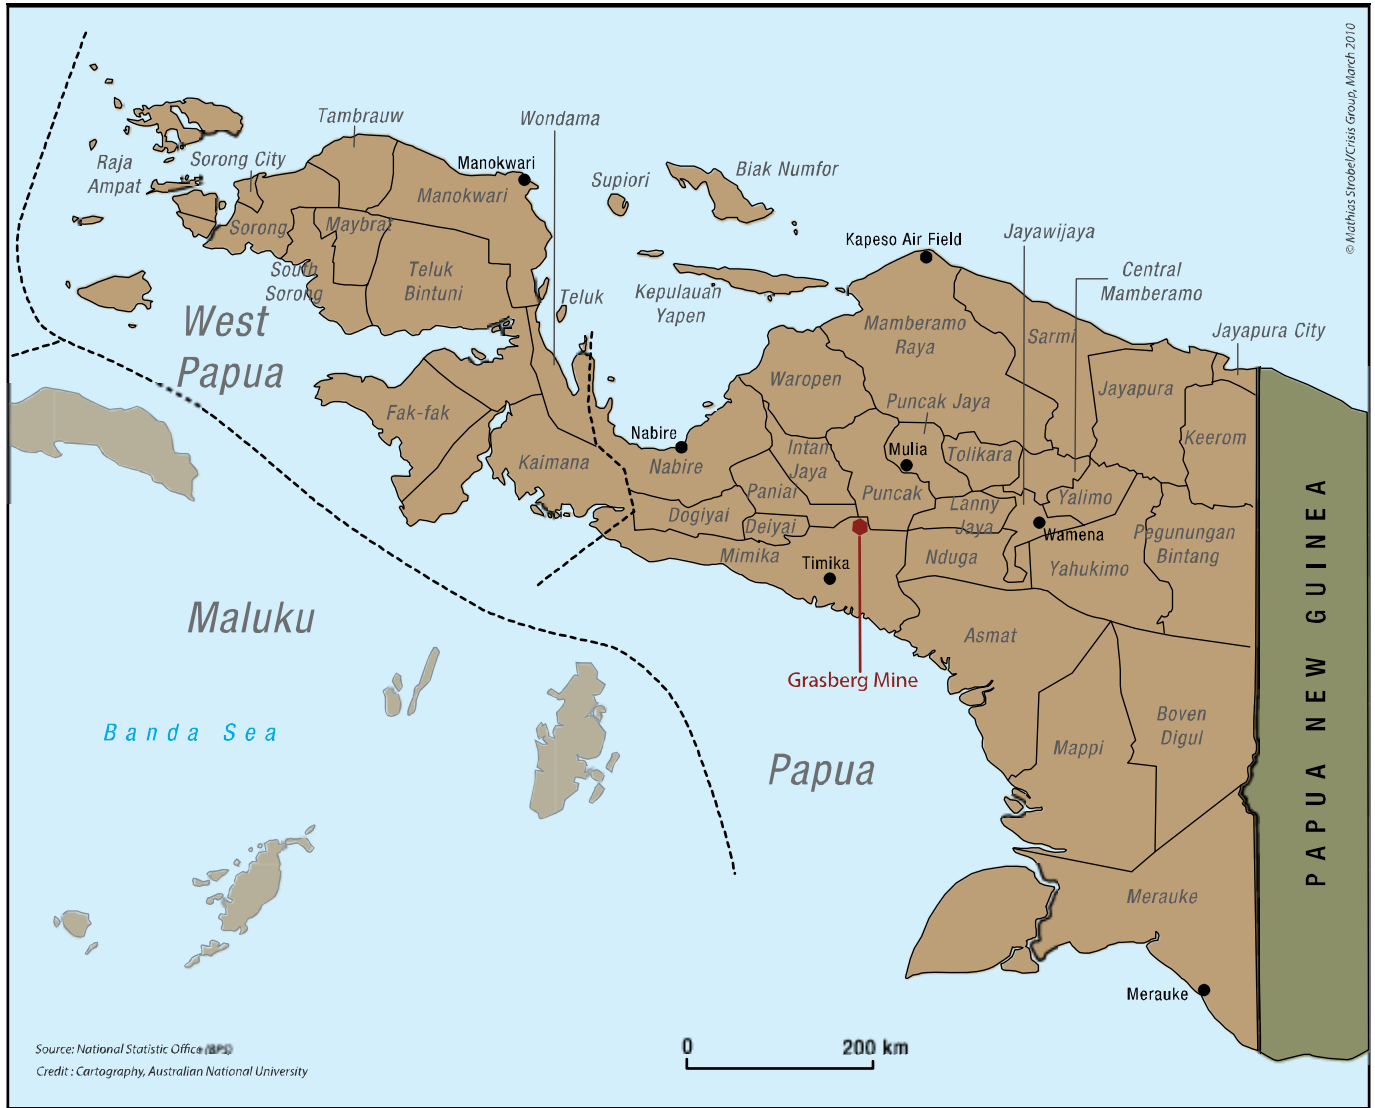 © Mathias Strobel/Crisis Group, March 2010
Tambrauw
Wondama
Raja
Ampat
Sorong City
Manokwari
Supiori
Biak Numfor
Manokwari
Sorong
Maybrat
Kapeso Air Field
Jayawijaya
South
Sorong
Teluk
Bintuni
Teluk
Kepulauan
Yapen
Central
Mamberamo
West
Papua
Mamberamo
Raya
Sarmi
Jayapura City
Waropen
Jayapura
Fak-fak
Puncak Jaya
Nabire
Keerom
Kaimana
Nabire
Intan
Jaya
Mulia
Tolikara
Paniai
Puncak
Lanny
Jaya
Yalimo
Dogiyai
Deiyai
Wamena
Pegunungan
Bintang
Mimika
Timika
Nduga
Yahukimo
Maluku
Asmat
Grasberg Mine
PAPUA NEW GUINEA
Banda Sea
Papua
Mappi
Boven
Digul
Merauke
Merauke
0 200 km
Source: National Statistic Office (BPS)
Credit : Cartography, Australian National University